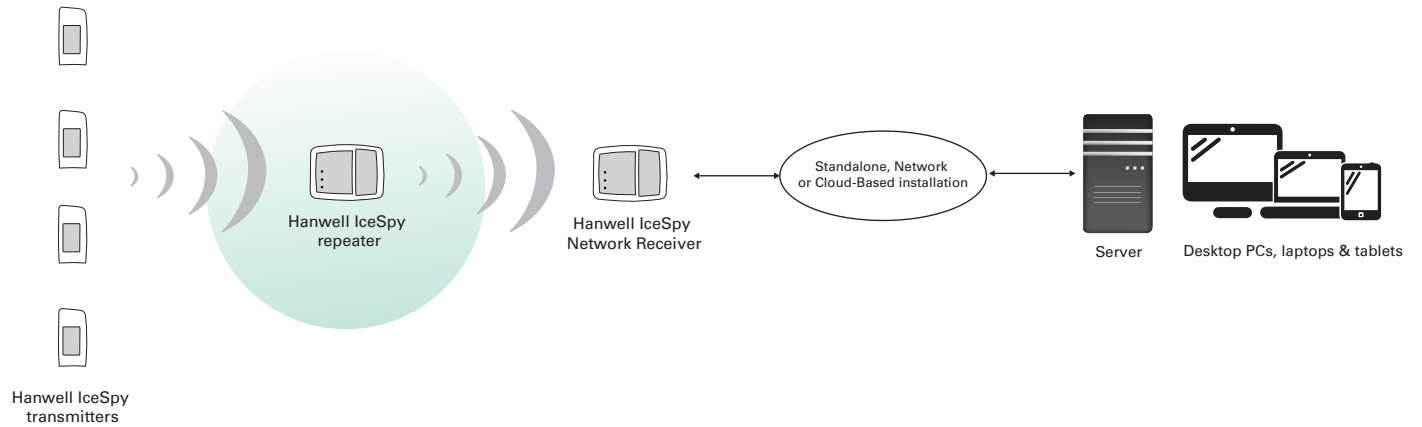 Hanwell IceSpy
transmitters
Hanwell IceSpy
repeater
Hanwell IceSpy
Network Receiver
Standalone, Network
or Cloud-Based installation
Server
Desktop PCs, laptops & tablets